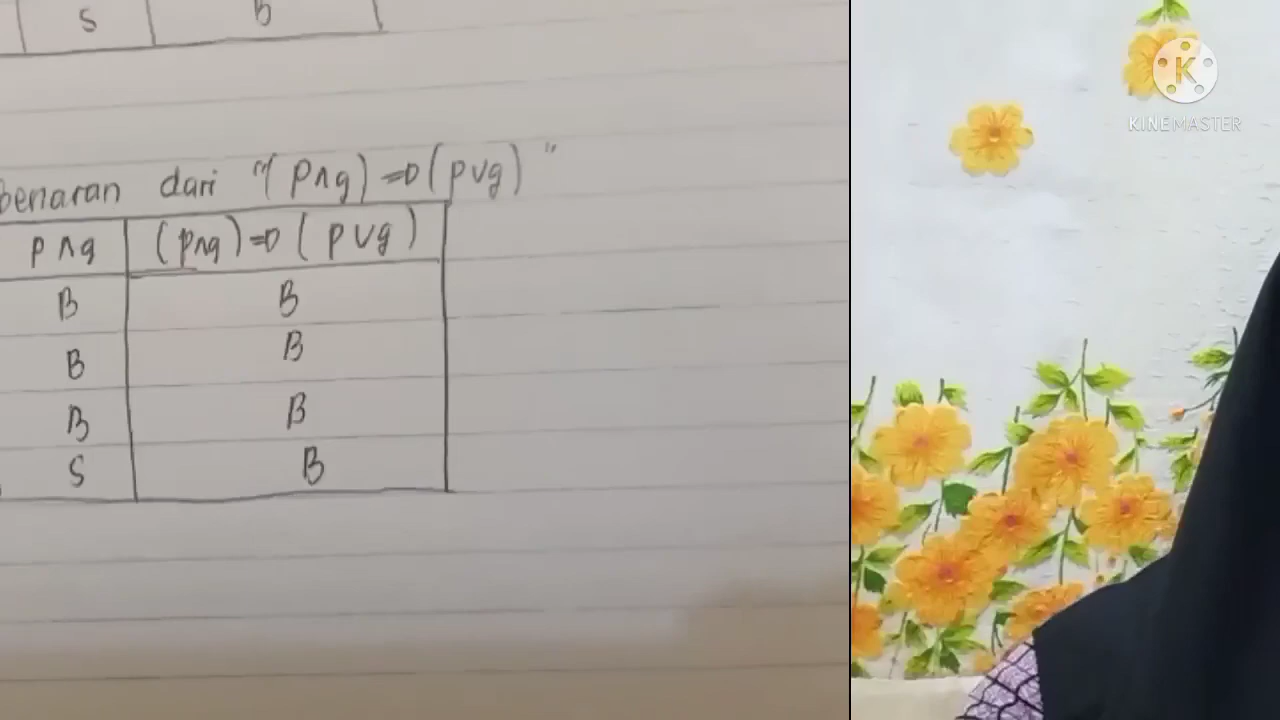 S B
benaran dari "(p∧q)⇒(p∨q)"
p∧q (p∧q)⇒(p∨q)
B B
B B
B B
S B
KINEMASTER